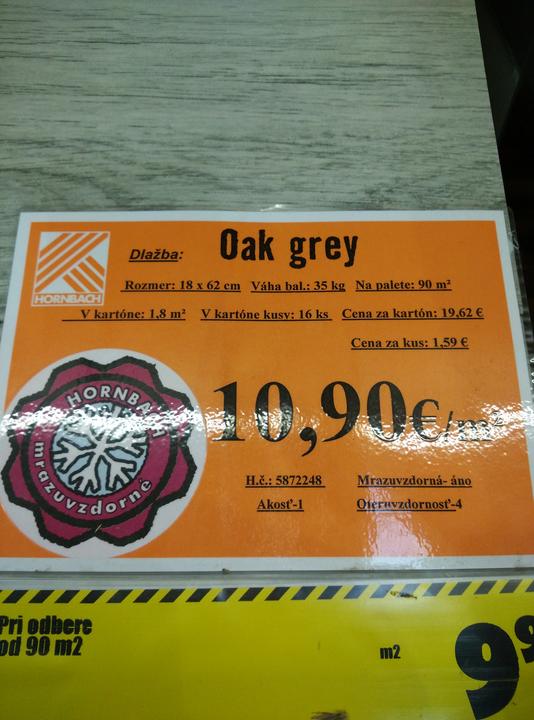 HORNBACH
Dlažba: Oak grey
Rozmer: 18 x 62 cm Váha bal.: 35 kg Na palete: 90 m²
V kartóne: 1,8 m² V kartóne kusy: 16 ks Cena za kartón: 19,62 €
Cena za kus: 1,59 €
HORNBACH
mrazuvzdorné
10,90€/m²
H.č.: 5872248 Mrazuvzdorná- áno
Akosť-1 Oteruvzdornosť-4
Pri odbere
od 90 m2
m2
9